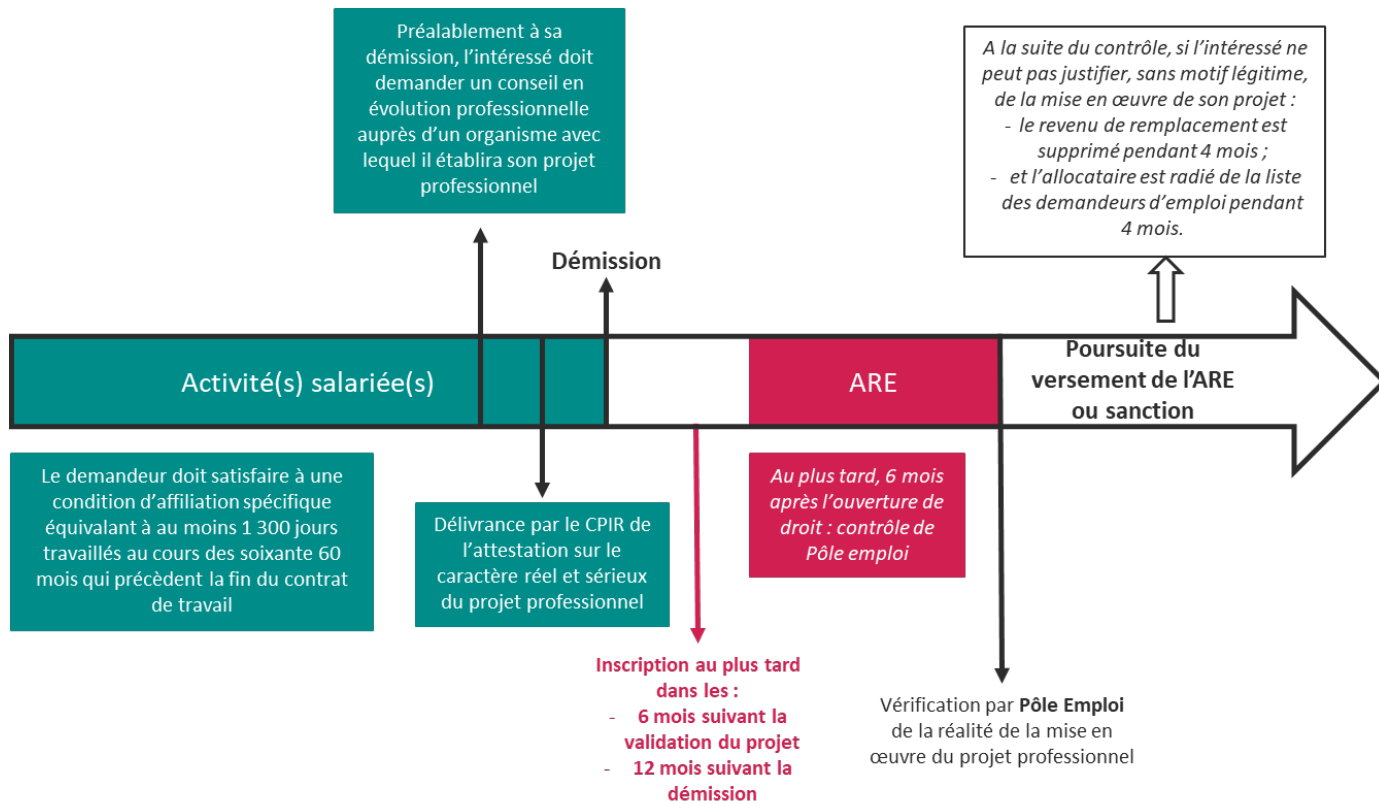 Préalablement à sa
démission, l’intéressé doit
demander un conseil en
évolution professionnelle
auprès d’un organisme avec
lequel il établira son projet
professionnel
A la suite du contrôle, si l’intéressé ne
peut pas justifier, sans motif légitime,
de la mise en œuvre de son projet :
- le revenu de remplacement est
supprimé pendant 4 mois ;
- et l’allocataire est radié de la liste
des demandeurs d’emploi pendant
4 mois.
Démission
Activité(s) salariée(s)
ARE
Poursuite du
versement de l’ARE
ou sanction
Le demandeur doit satisfaire à une
condition d’affiliation spécifique
équivalant à au moins 1 300 jours
travaillés au cours des soixante 60
mois qui précèdent la fin du contrat
de travail
Délivrance par le CPIR de
l’attestation sur le
caractère réel et sérieux
du projet professionnel
Au plus tard, 6 mois
après l’ouverture de
droit : contrôle de
Pôle emploi
Inscription au plus tard
dans les :
- 6 mois suivant la
validation du projet
- 12 mois suivant la
démission
Vérification par Pôle Emploi
de la réalité de la mise en
œuvre du projet professionnel